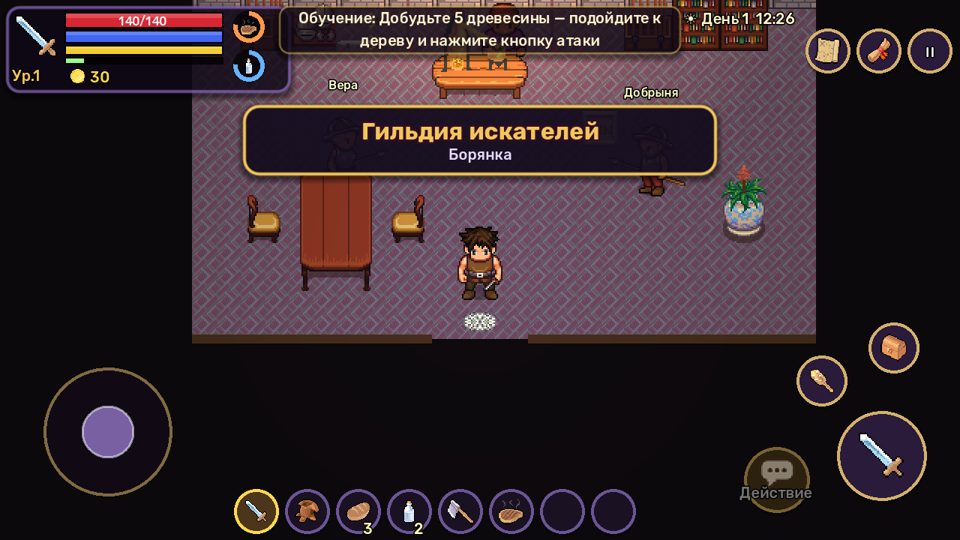 140/140
Ур.1
30
Обучение: Добудьте 5 древесины — подойдите к
дереву и нажмите кнопку атаки
День 1 12:26
Вера
Добрыня
Гильдия искателей
Борянка
Действие
3
2